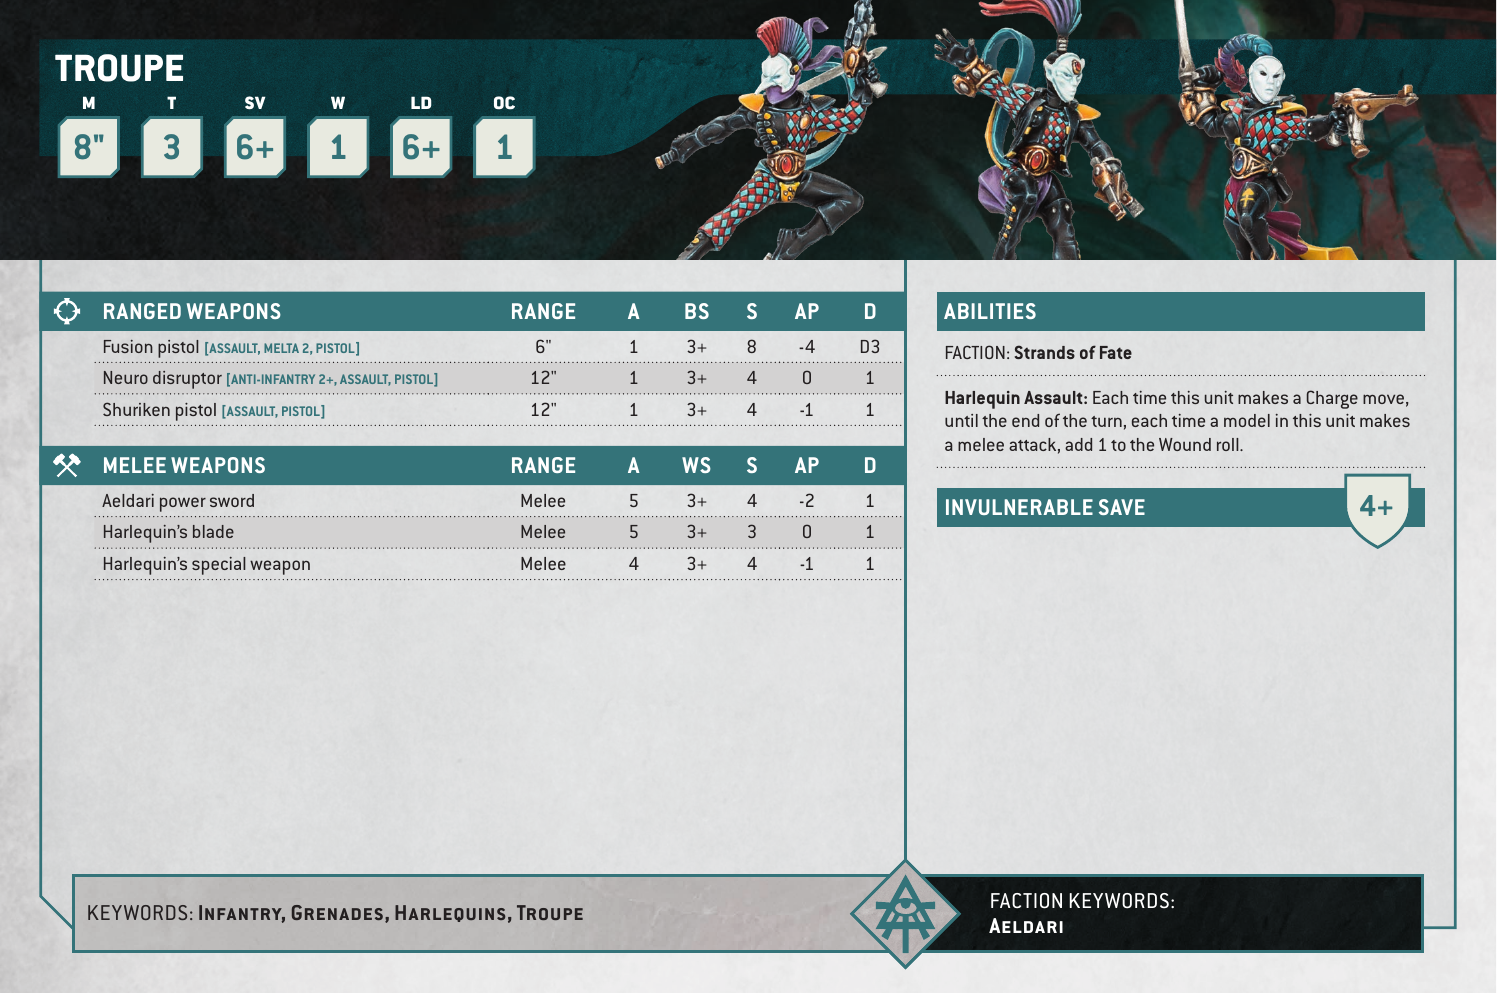 TROUPE
M T SV W LD OC
8" 3 6+ 1 6+ 1
RANGED WEAPONS RANGE A BS S AP D
Fusion pistol [ASSAULT, MELTA 2, PISTOL] 6" 1 3+ 8 -4 D3
Neuro disruptor [ANTI-INFANTRY 2+, ASSAULT, PISTOL] 12" 1 3+ 4 0 1
Shuriken pistol [ASSAULT, PISTOL] 12" 1 3+ 4 -1 1
MELEE WEAPONS RANGE A WS S AP D
Aeldari power sword Melee 5 3+ 4 -2 1
Harlequin's blade Melee 5 3+ 3 0 1
Harlequin's special weapon Melee 4 3+ 4 -1 1
ABILITIES
FACTION: Strands of Fate
Harlequin Assault: Each time this unit makes a Charge move,
until the end of the turn, each time a model in this unit makes
a melee attack, add 1 to the Wound roll.
INVULNERABLE SAVE 4+
KEYWORDS: INFANTRY, GRENADES, HARLEQUINS, TROUPE
FACTION KEYWORDS:
AELDARI